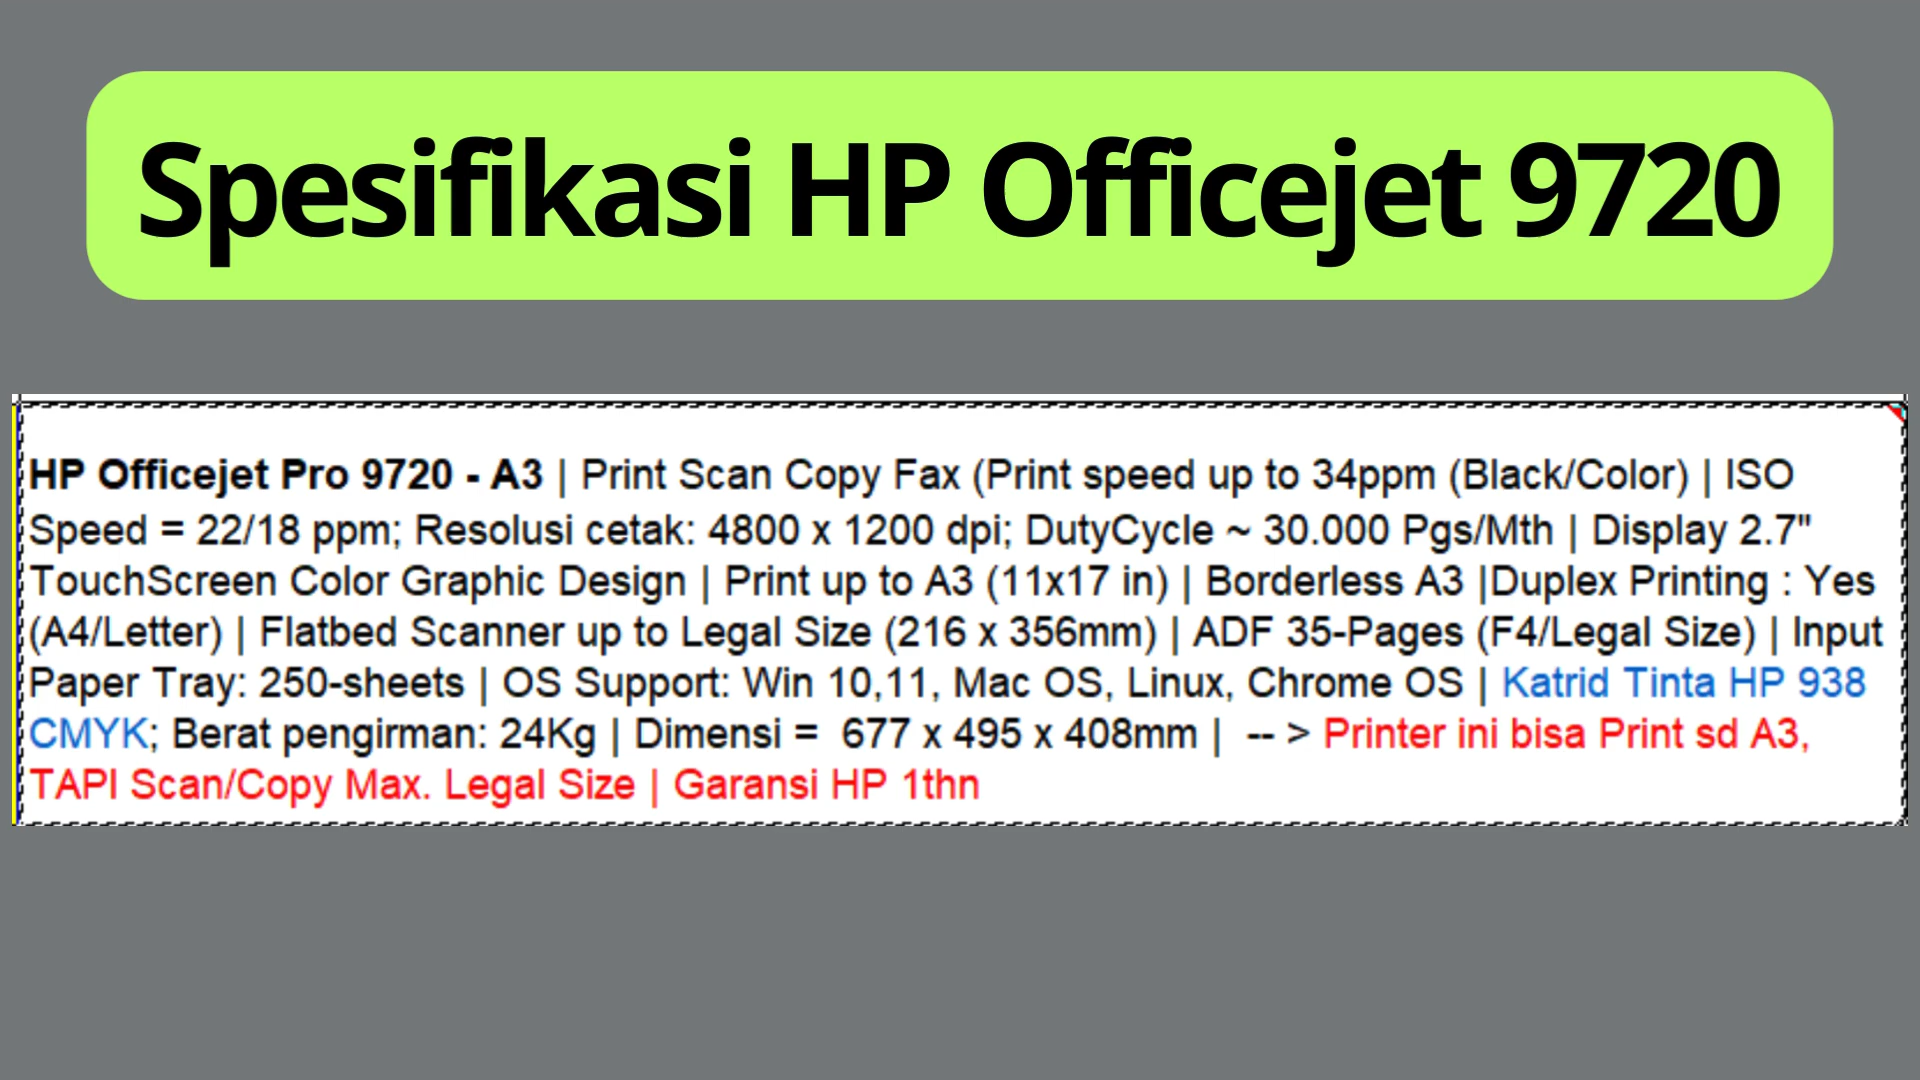 Spesifikasi HP Officejet 9720
HP Officejet Pro 9720 - A3 | Print Scan Copy Fax (Print speed up to 34ppm (Black/Color) | ISO
Speed = 22/18 ppm; Resolusi cetak: 4800 x 1200 dpi; DutyCycle ~ 30.000 Pgs/Mth | Display 2.7"
TouchScreen Color Graphic Design | Print up to A3 (11x17 in) | Borderless A3 |Duplex Printing : Yes
(A4/Letter) | Flatbed Scanner up to Legal Size (216 x 356mm) | ADF 35-Pages (F4/Legal Size) | Input
Paper Tray: 250-sheets | OS Support: Win 10,11, Mac OS, Linux, Chrome OS | Katrid Tinta HP 938
CMYK; Berat pengirman: 24Kg | Dimensi =  677 x 495 x 408mm |  -- > Printer ini bisa Print sd A3,
TAPI Scan/Copy Max. Legal Size | Garansi HP 1thn